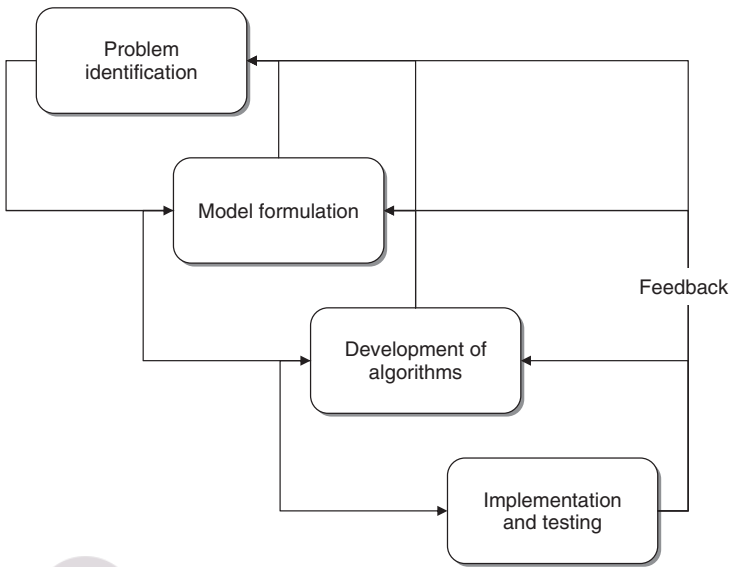 Problem
identification
Model formulation
Feedback
Development of
algorithms
Implementation
and testing